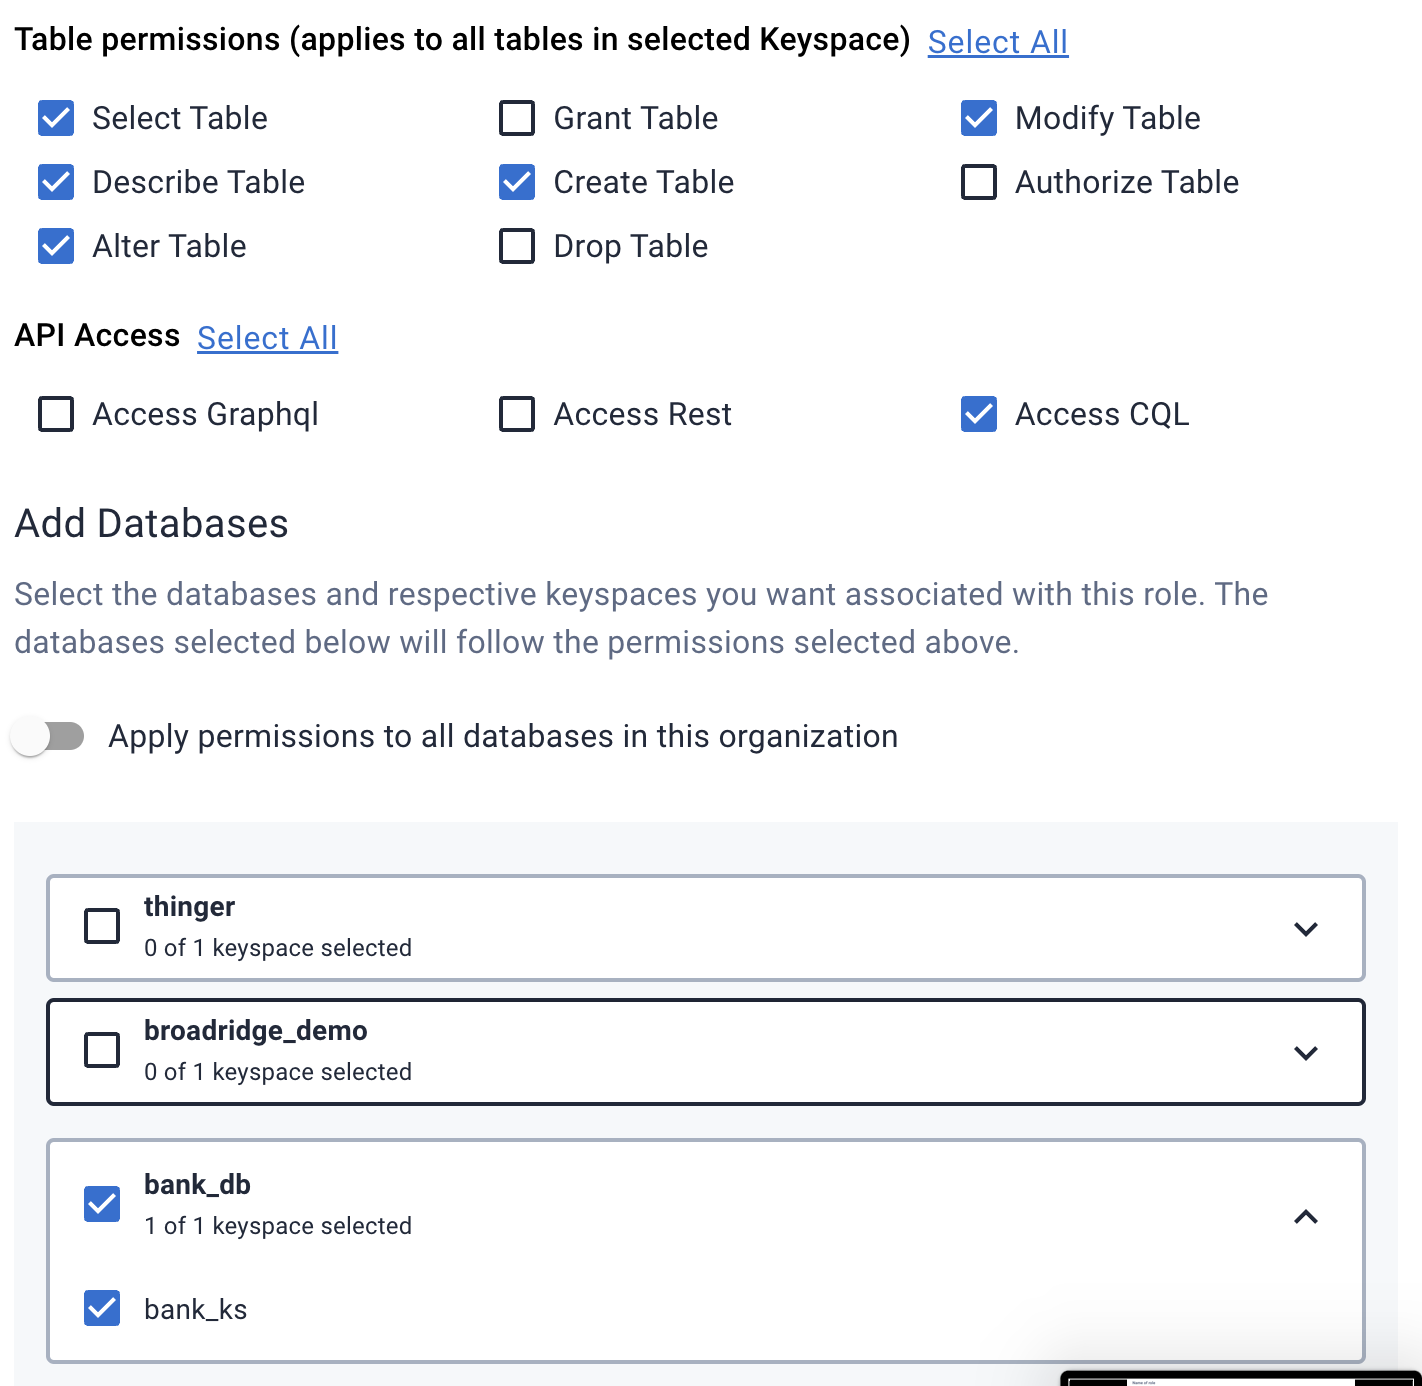 Table permissions (applies to all tables in selected Keyspace) Select All
Select Table Grant Table Modify Table
Describe Table Create Table Authorize Table
Alter Table Drop Table
API Access Select All
Access Graphql Access Rest Access CQL
Add Databases
Select the databases and respective keyspaces you want associated with this role. The
databases selected below will follow the permissions selected above.
Apply permissions to all databases in this organization
thinger
0 of 1 keyspace selected
broadridge_demo
0 of 1 keyspace selected
bank_db
1 of 1 keyspace selected
bank_ks